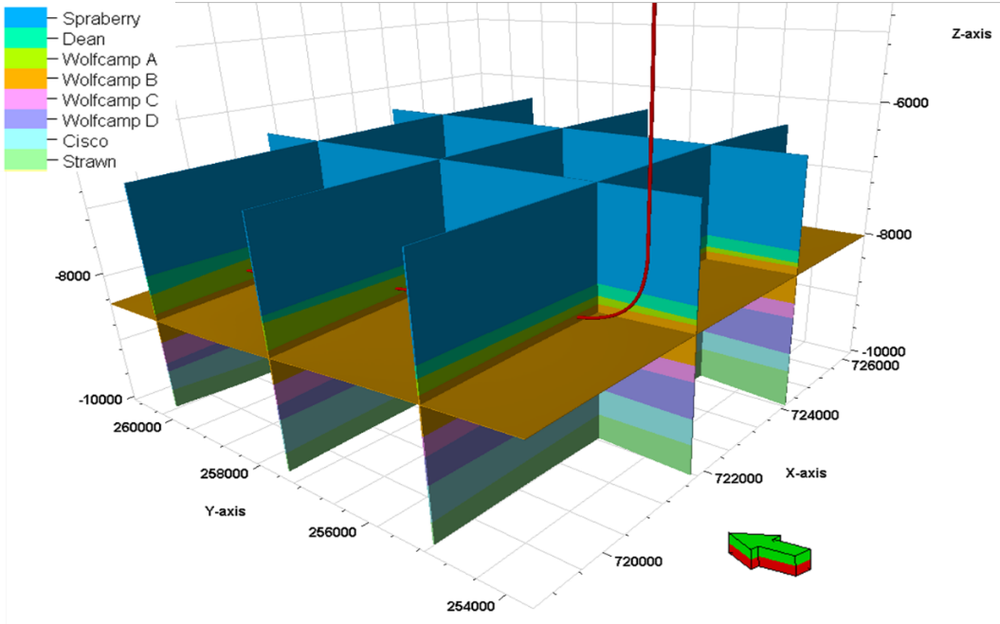 Spraberry
Dean
Wolfcamp A
Wolfcamp B
Wolfcamp C
Wolfcamp D
Cisco
Strawn
Z-axis
-6000
-8000
-10000
726000
724000
X-axis
722000
720000
-8000
-10000
260000
258000
Y-axis
256000
254000